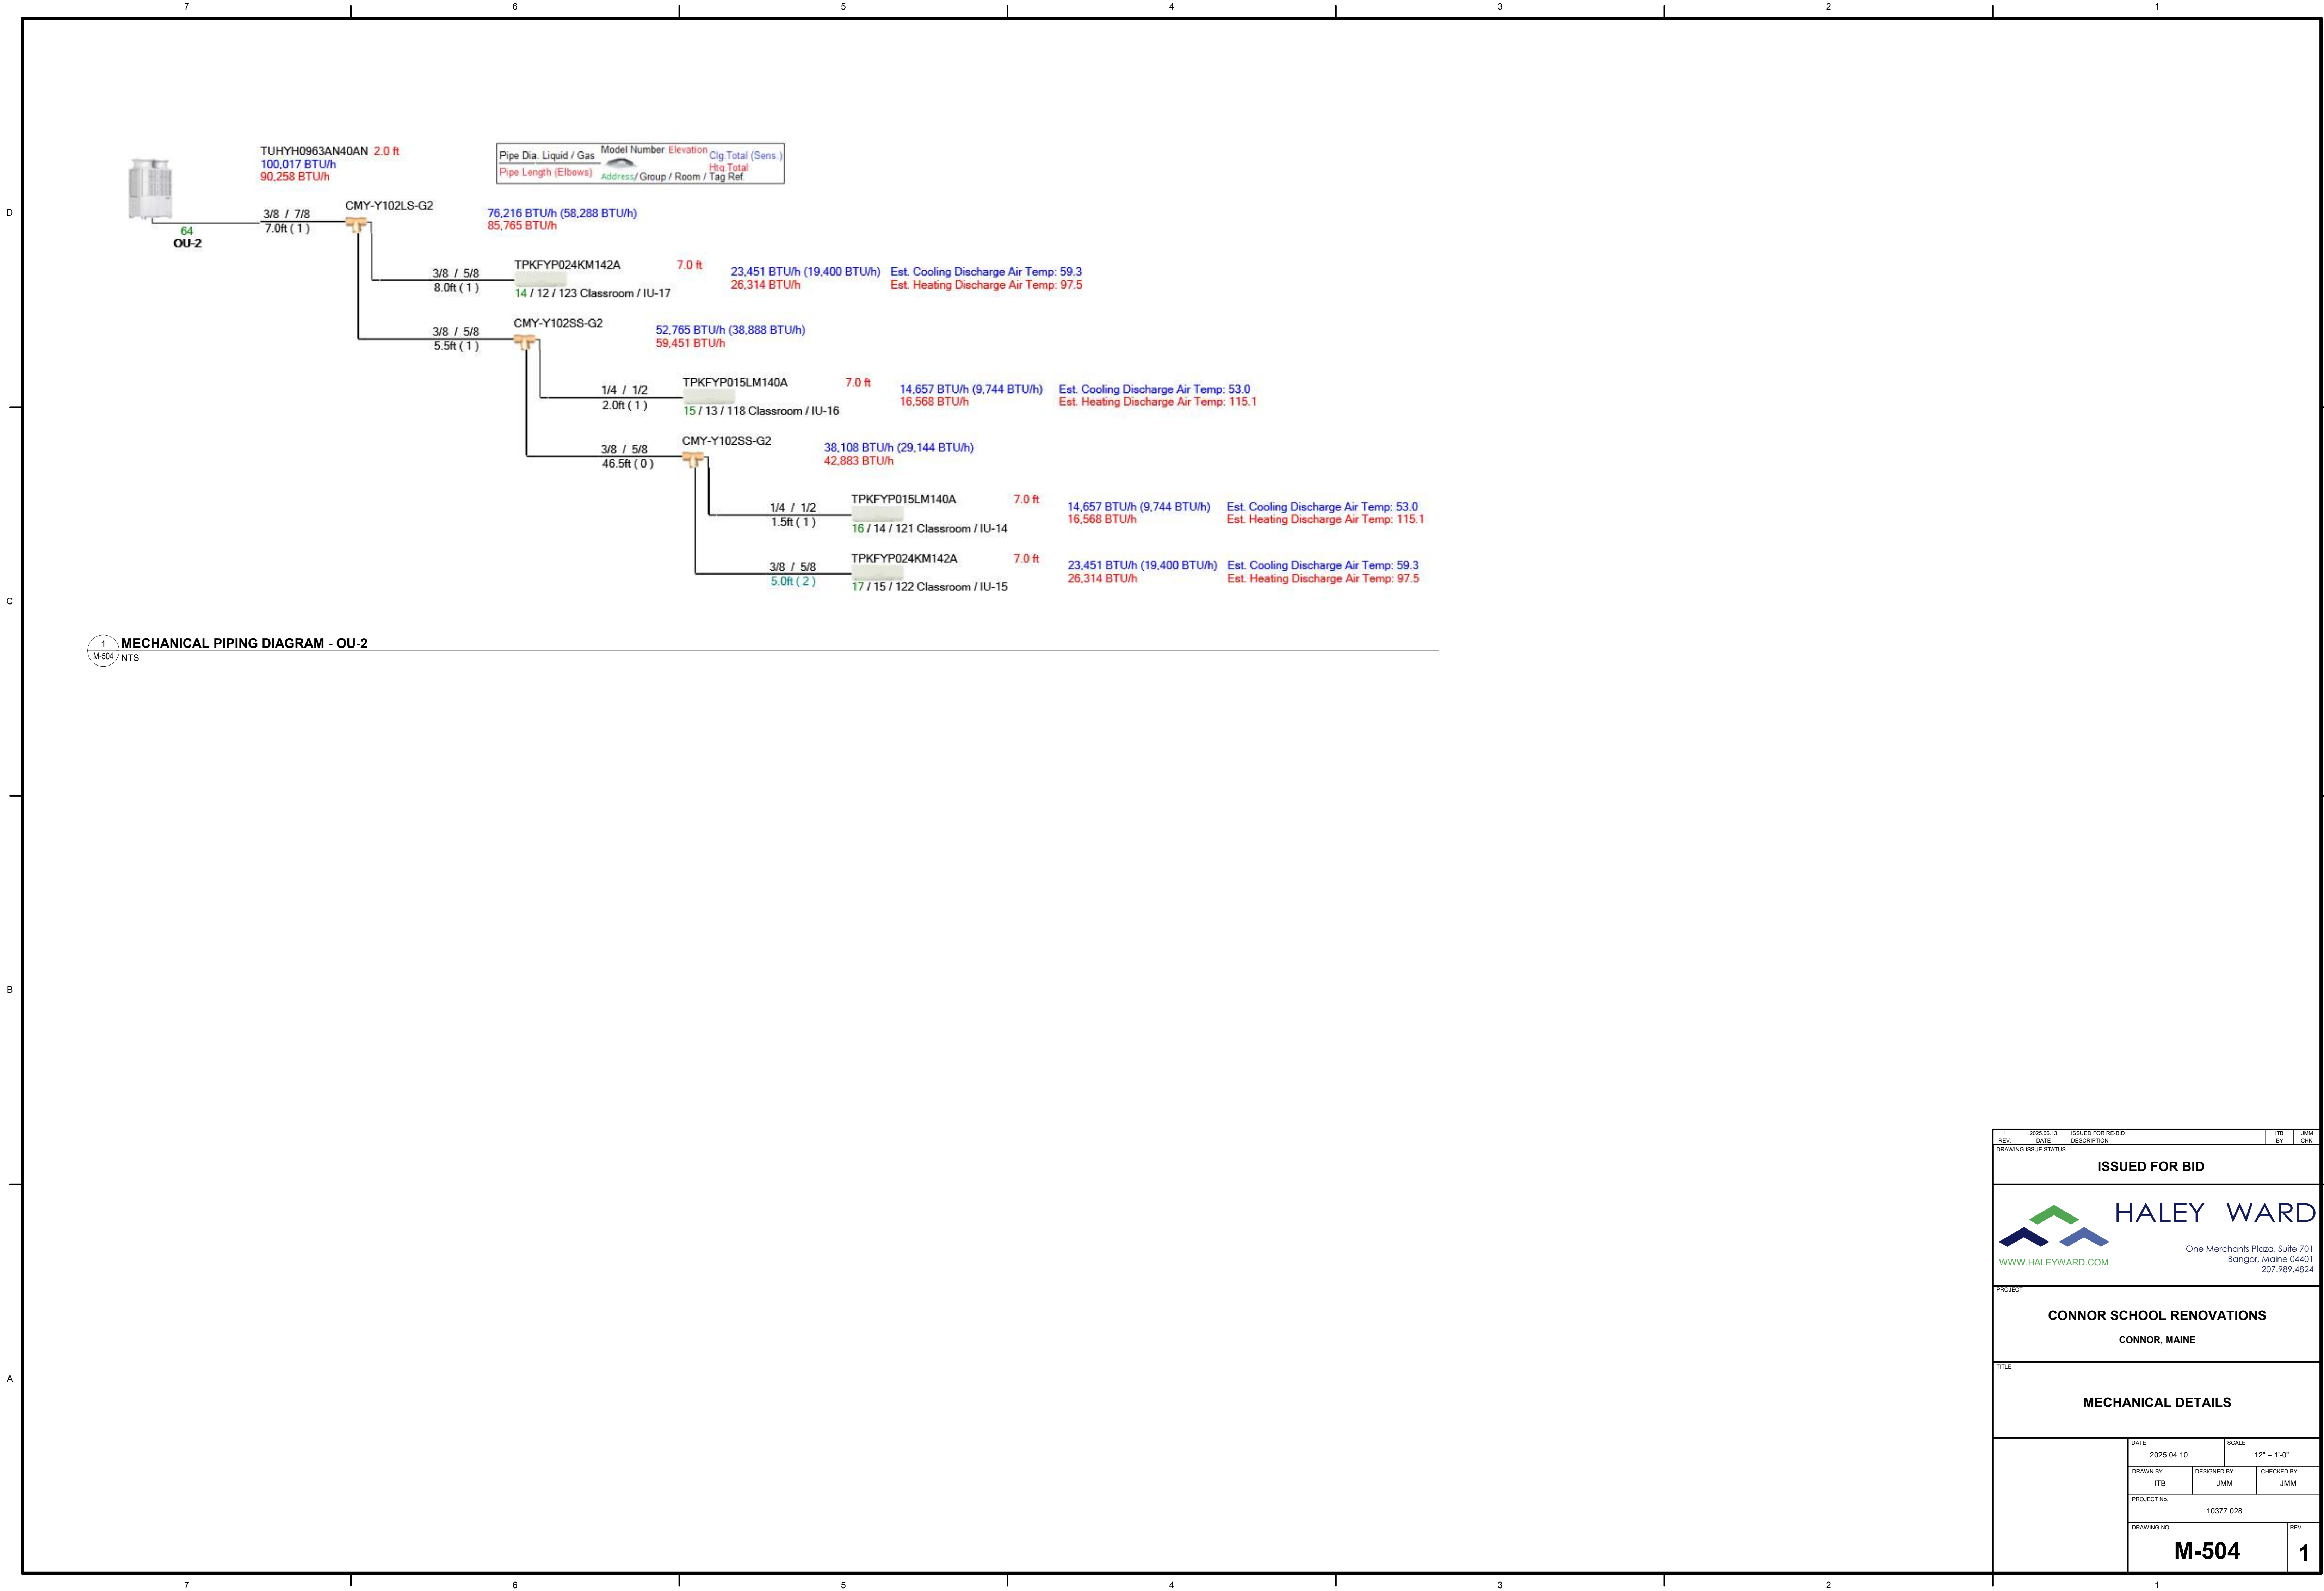 7 6 5 4 3 2 1
TUHYH0963AN40AN 2.0 ft
100,017 BTU/h
90,258 BTU/h
Pipe Dia. Liquid / Gas Model Number Elevation Clg.Total (Sens.)
Htg.Total
Pipe Length (Elbows) Address/ Group / Room / Tag Ref.
D
3/8 / 7/8
7.0ft ( 1 )
CMY-Y102LS-G2
76,216 BTU/h (58,288 BTU/h)
85,765 BTU/h
64
OU-2
3/8 / 5/8
8.0ft ( 1 )
TPKFYP024KM142A 7.0 ft
14 / 12 / 123 Classroom / IU-17
23,451 BTU/h (19,400 BTU/h) Est. Cooling Discharge Air Temp: 59.3
26,314 BTU/h Est. Heating Discharge Air Temp: 97.5
3/8 / 5/8
5.5ft ( 1 )
CMY-Y102SS-G2
52,765 BTU/h (38,888 BTU/h)
59,451 BTU/h
1/4 / 1/2
2.0ft ( 1 )
TPKFYP015LM140A 7.0 ft
15 / 13 / 118 Classroom / IU-16
14,657 BTU/h (9,744 BTU/h) Est. Cooling Discharge Air Temp: 53.0
16,568 BTU/h Est. Heating Discharge Air Temp: 115.1
3/8 / 5/8
46.5ft ( 0 )
CMY-Y102SS-G2
38,108 BTU/h (29,144 BTU/h)
42,883 BTU/h
1/4 / 1/2
1.5ft ( 1 )
TPKFYP015LM140A 7.0 ft
16 / 14 / 121 Classroom / IU-14
14,657 BTU/h (9,744 BTU/h) Est. Cooling Discharge Air Temp: 53.0
16,568 BTU/h Est. Heating Discharge Air Temp: 115.1
3/8 / 5/8
5.0ft ( 2 )
TPKFYP024KM142A 7.0 ft
17 / 15 / 122 Classroom / IU-15
23,451 BTU/h (19,400 BTU/h) Est. Cooling Discharge Air Temp: 59.3
26,314 BTU/h Est. Heating Discharge Air Temp: 97.5
C
1 MECHANICAL PIPING DIAGRAM - OU-2
M-504 NTS
B
A
1 2025.06.13 ISSUED FOR RE-BID ITB JMM
REV. DATE DESCRIPTION BY CHK.
DRAWING ISSUE STATUS
ISSUED FOR BID
HALEY WARD
One Merchants Plaza, Suite 701
Bangor, Maine 04401
207.989.4824
WWW.HALEYWARD.COM
PROJECT
CONNOR SCHOOL RENOVATIONS
CONNOR, MAINE
TITLE
MECHANICAL DETAILS
DATE SCALE
2025.04.10 12" = 1'-0"
DRAWN BY DESIGNED BY CHECKED BY
ITB JMM JMM
PROJECT No.
10377.028
DRAWING NO. REV.
M-504 1
7 6 5 4 3 2 1